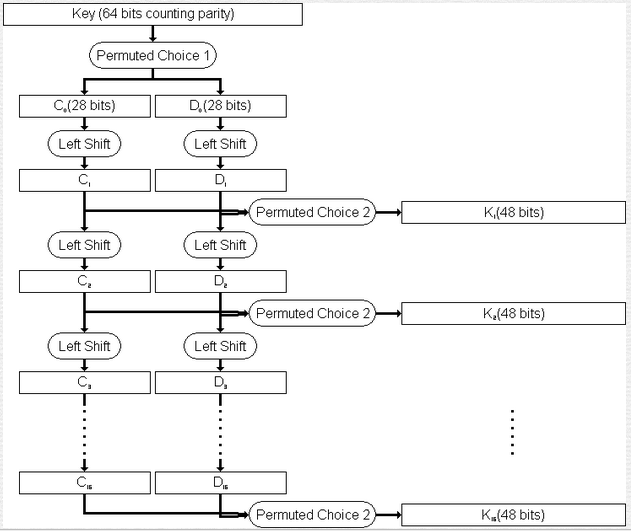 Key (64 bits counting parity)
Permuted Choice 1
C₀(28 bits) D₀(28 bits)
Left Shift Left Shift
C₁ D₁
Permuted Choice 2 K₁(48 bits)
Left Shift Left Shift
C₂ D₂
Permuted Choice 2 K₂(48 bits)
Left Shift Left Shift
C₃ D₃
C₁₆ D₁₆
Permuted Choice 2 K₁₆(48 bits)